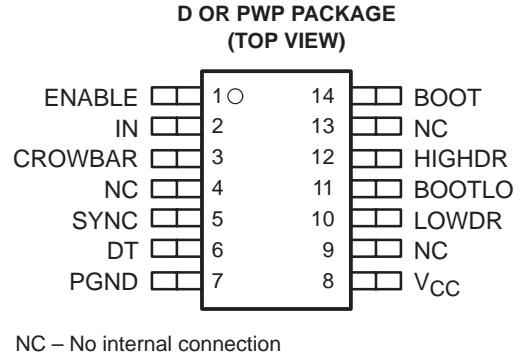 D OR PWP PACKAGE
(TOP VIEW)
ENABLE 1 14 BOOT
IN 2 13 NC
CROWBAR 3 12 HIGHDR
NC 4 11 BOOTLO
SYNC 5 10 LOWDR
DT 6 9 NC
PGND 7 8 VCC
NC – No internal connection